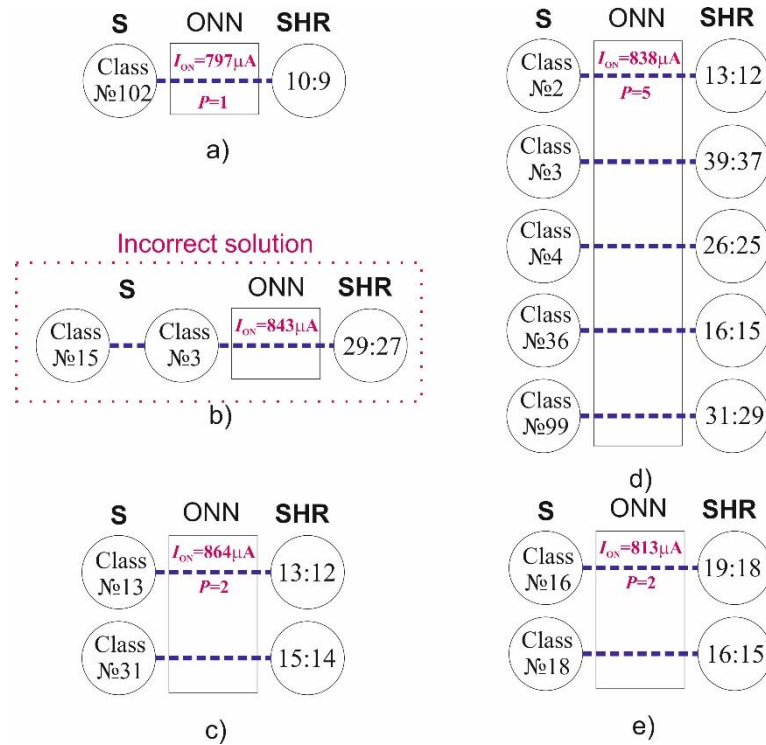 S ONN SHR
Class
№102
I_ON=797µA
P=1
10:9
a)
Incorrect solution
S ONN SHR
Class
№15
Class
№3
I_ON=843µA
29:27
b)
S ONN SHR
Class
№13
I_ON=864µA
P=2
13:12
Class
№31
15:14
c)
S ONN SHR
Class
№2
I_ON=838µA
P=5
13:12
Class
№3
39:37
Class
№4
26:25
Class
№36
16:15
Class
№99
31:29
d)
S ONN SHR
Class
№16
I_ON=813µA
P=2
19:18
Class
№18
16:15
e)